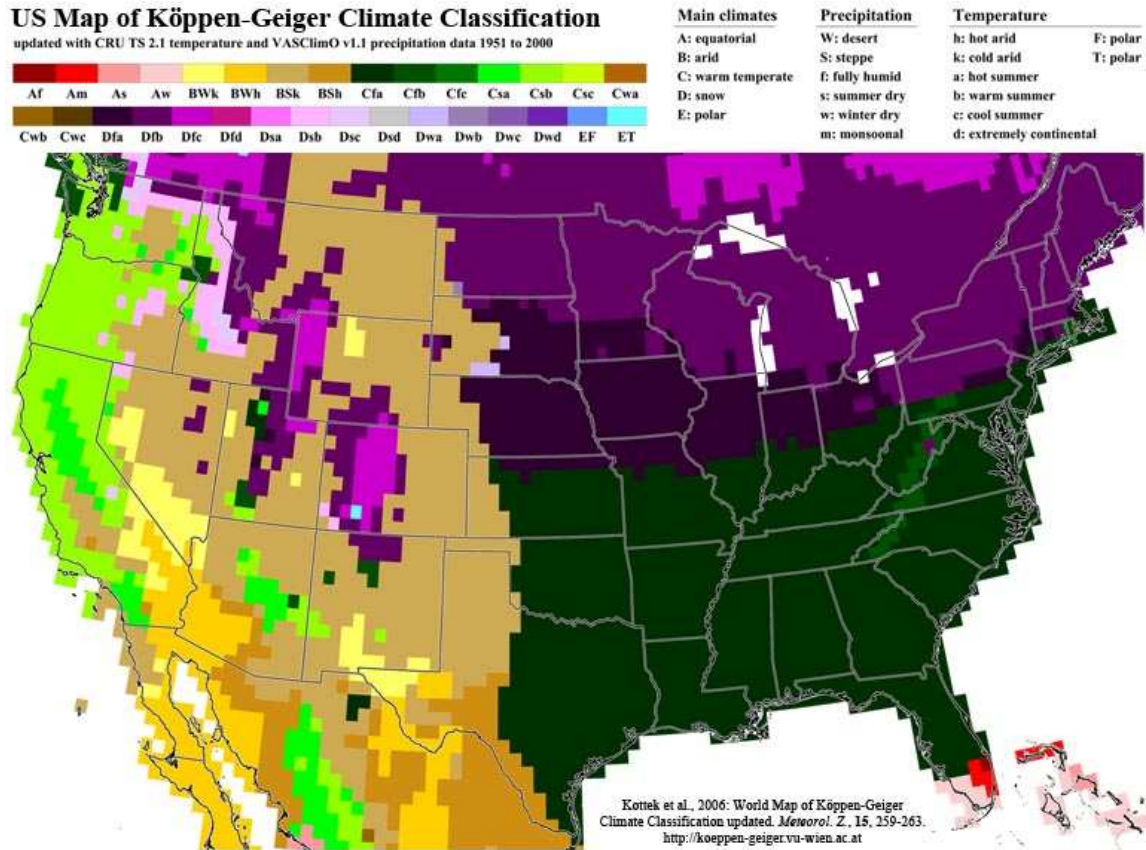 US Map of Köppen-Geiger Climate Classification
updated with CRU TS 2.1 temperature and VASClimO v1.1 precipitation data 1951 to 2000
Af Am As Aw BWk BWh BSk BSh Cfa Cfb Cfc Csa Csb Csc Cwa
Cwb Cwc Dfa Dfb Dfc Dfd Dsa Dsb Dsc Dsd Dwa Dwb Dwc Dwd EF ET
Main climates
A: equatorial
B: arid
C: warm temperate
D: snow
E: polar
Precipitation
W: desert
S: steppe
f: fully humid
s: summer dry
w: winter dry
m: monsoonal
Temperature
h: hot arid
k: cold arid
a: hot summer
b: warm summer
c: cool summer
d: extremely continental
F: polar
T: polar
Kottek et al., 2006: World Map of Köppen-Geiger
Climate Classification updated. Meteorol. Z., 15, 259-263.
http://koeppen-geiger.vu-wien.ac.at